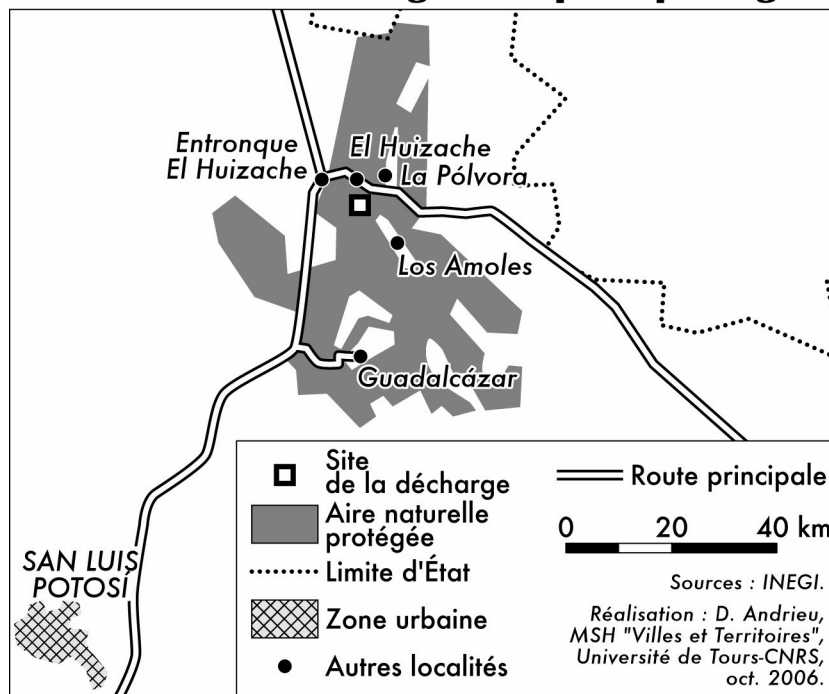 Entronque
El Huizache
El Huizache
La Pólvora
Los Amoles
Guadalcázar
SAN LUIS
POTOSÍ
Site
de la décharge
Aire naturelle
protégée
Limite d'État
Zone urbaine
Autres localités
Route principale
0 20 40 km
Sources : INEGI.
Réalisation : D. Andrieu,
MSH "Villes et Territoires",
Université de Tours-CNRS,
oct. 2006.